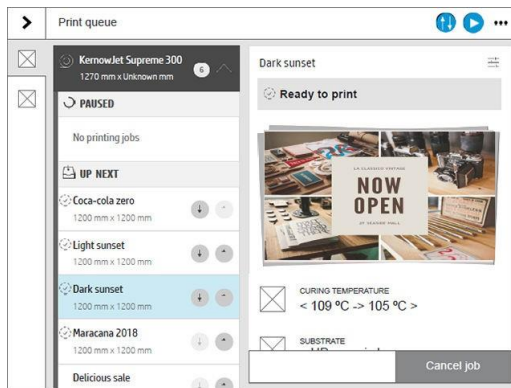 Print queue
KernowJet Supreme 300
1270 mm x Unknown mm
6
PAUSED
No printing jobs
UP NEXT
Coca-cola zero
1200 mm x 1200 mm
Light sunset
1200 mm x 1200 mm
Dark sunset
1200 mm x 1200 mm
Maracana 2018
1200 mm x 1200 mm
Delicious sale
Dark sunset
Ready to print
NOW
OPEN
CURING TEMPERATURE
< 109 ºC -> 105 ºC >
SUBSTRATE
Cancel job